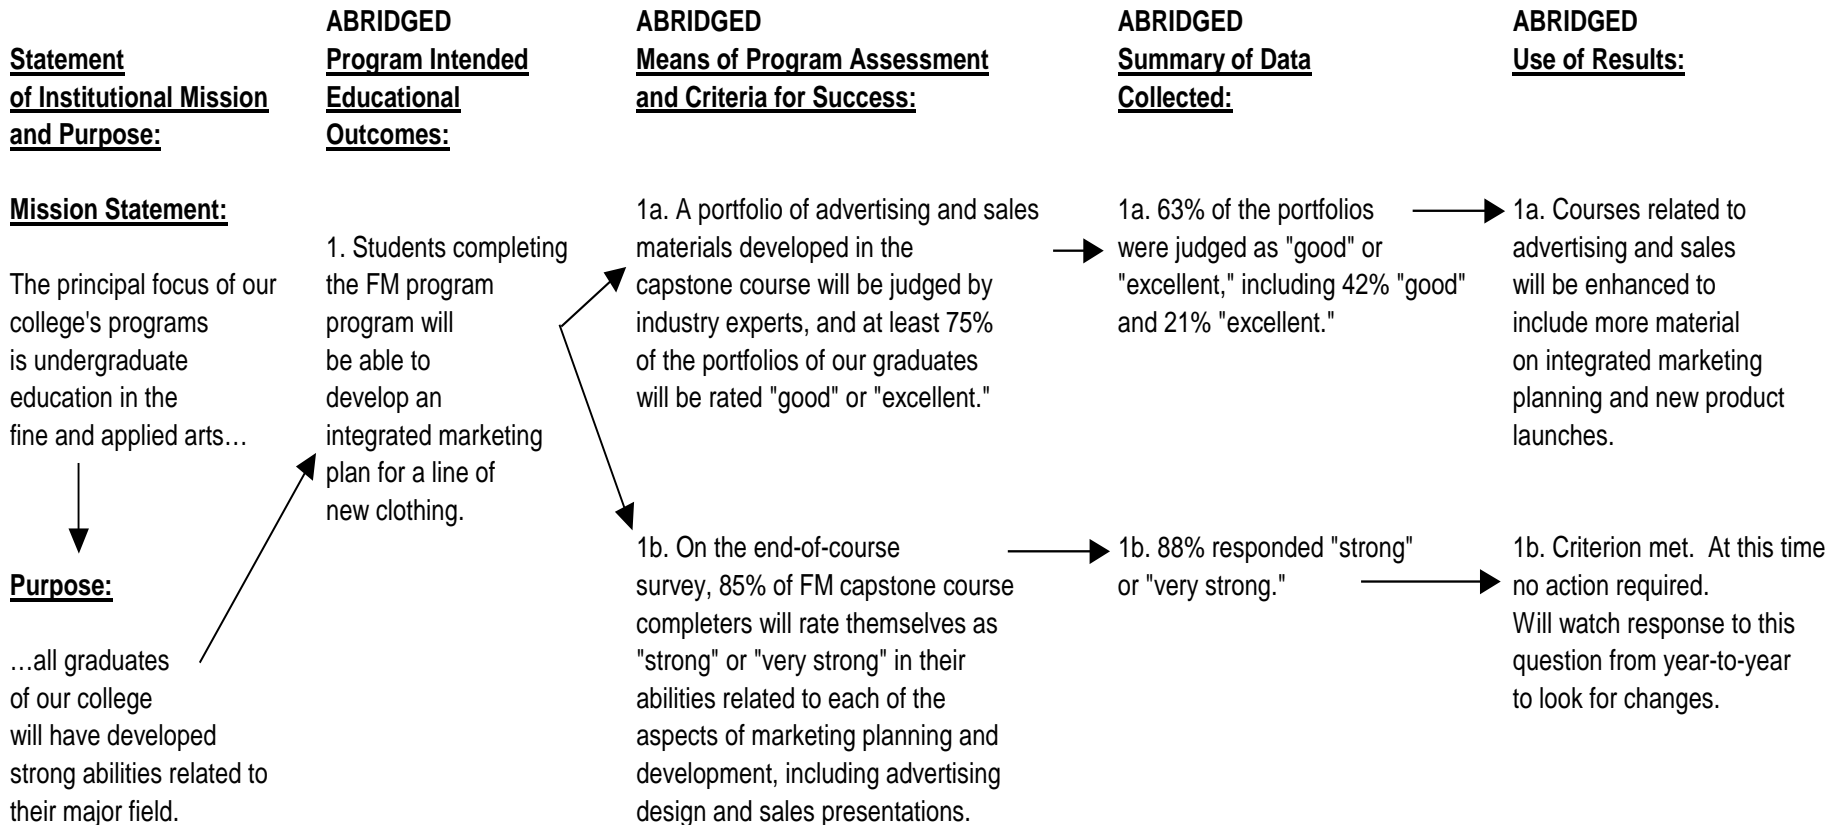 Statement
of Institutional Mission
and Purpose:
Mission Statement:
The principal focus of our
college's programs
is undergraduate
education in the
fine and applied arts…
Purpose:
…all graduates
of our college
will have developed
strong abilities related to
their major field.
ABRIDGED
Program Intended
Educational
Outcomes:
1. Students completing
the FM program
program will
be able to
develop an
integrated marketing
plan for a line of
new clothing.
ABRIDGED
Means of Program Assessment
and Criteria for Success:
1a. A portfolio of advertising and sales
materials developed in the
capstone course will be judged by
industry experts, and at least 75%
of the portfolios of our graduates
will be rated "good" or "excellent."
1b. On the end-of-course
survey, 85% of FM capstone course
completers will rate themselves as
"strong" or "very strong" in their
abilities related to each of the
aspects of marketing planning and
development, including advertising
design and sales presentations.
ABRIDGED
Summary of Data
Collected:
1a. 63% of the portfolios
were judged as "good" or
"excellent," including 42% "good"
and 21% "excellent."
1b. 88% responded "strong"
or "very strong."
ABRIDGED
Use of Results:
1a. Courses related to
advertising and sales
will be enhanced to
include more material
on integrated marketing
planning and new product
launches.
1b. Criterion met.  At this time
no action required.
Will watch response to this
question from year-to-year
to look for changes.